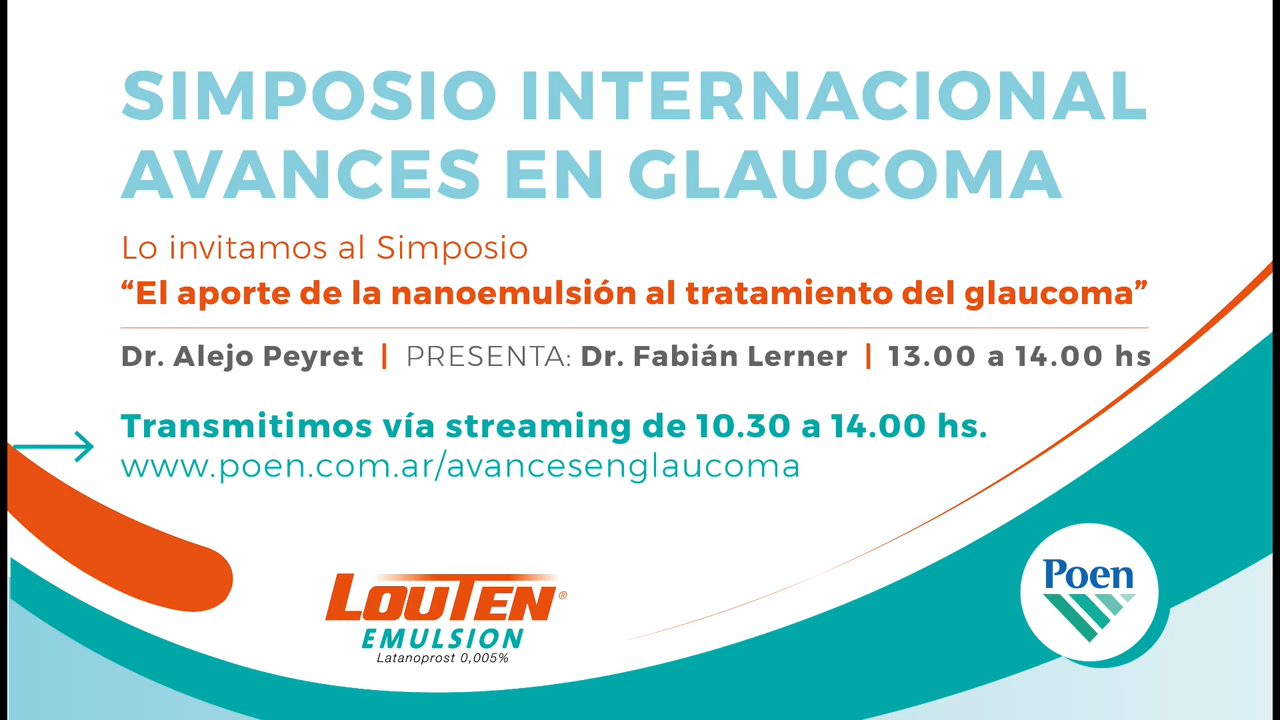 SIMPOSIO INTERNACIONAL
AVANCES EN GLAUCOMA
Lo invitamos al Simposio
“El aporte de la nanoemulsión al tratamiento del glaucoma”
Dr. Alejo Peyret | PRESENTA: Dr. Fabián Lerner | 13.00 a 14.00 hs
Transmitimos vía streaming de 10.30 a 14.00 hs.
www.poen.com.ar/avancesenglaucoma
LOUTEN®
EMULSION
Latanoprost 0,005%
Poen